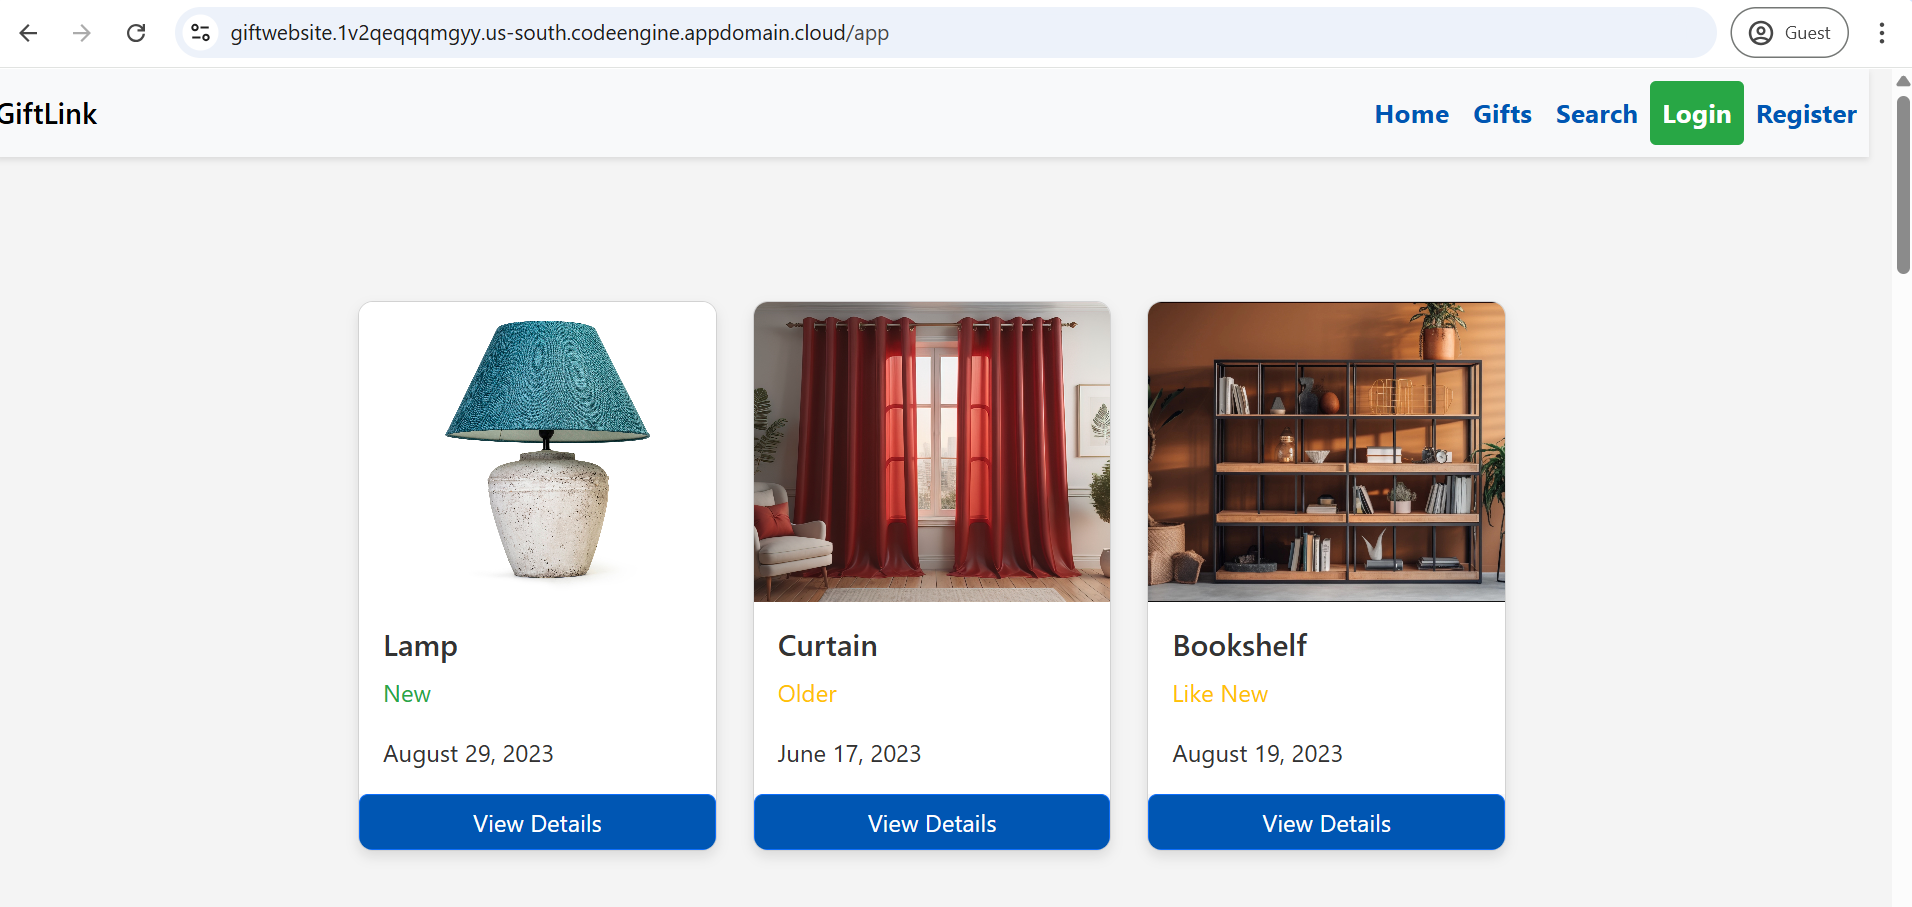 giftwebsite.1v2qeqqqmgyy.us-south.codeengine.appdomain.cloud/app
Guest
GiftLink
Home Gifts Search Login Register
Lamp
New
August 29, 2023
View Details
Curtain
Older
June 17, 2023
View Details
Bookshelf
Like New
August 19, 2023
View Details